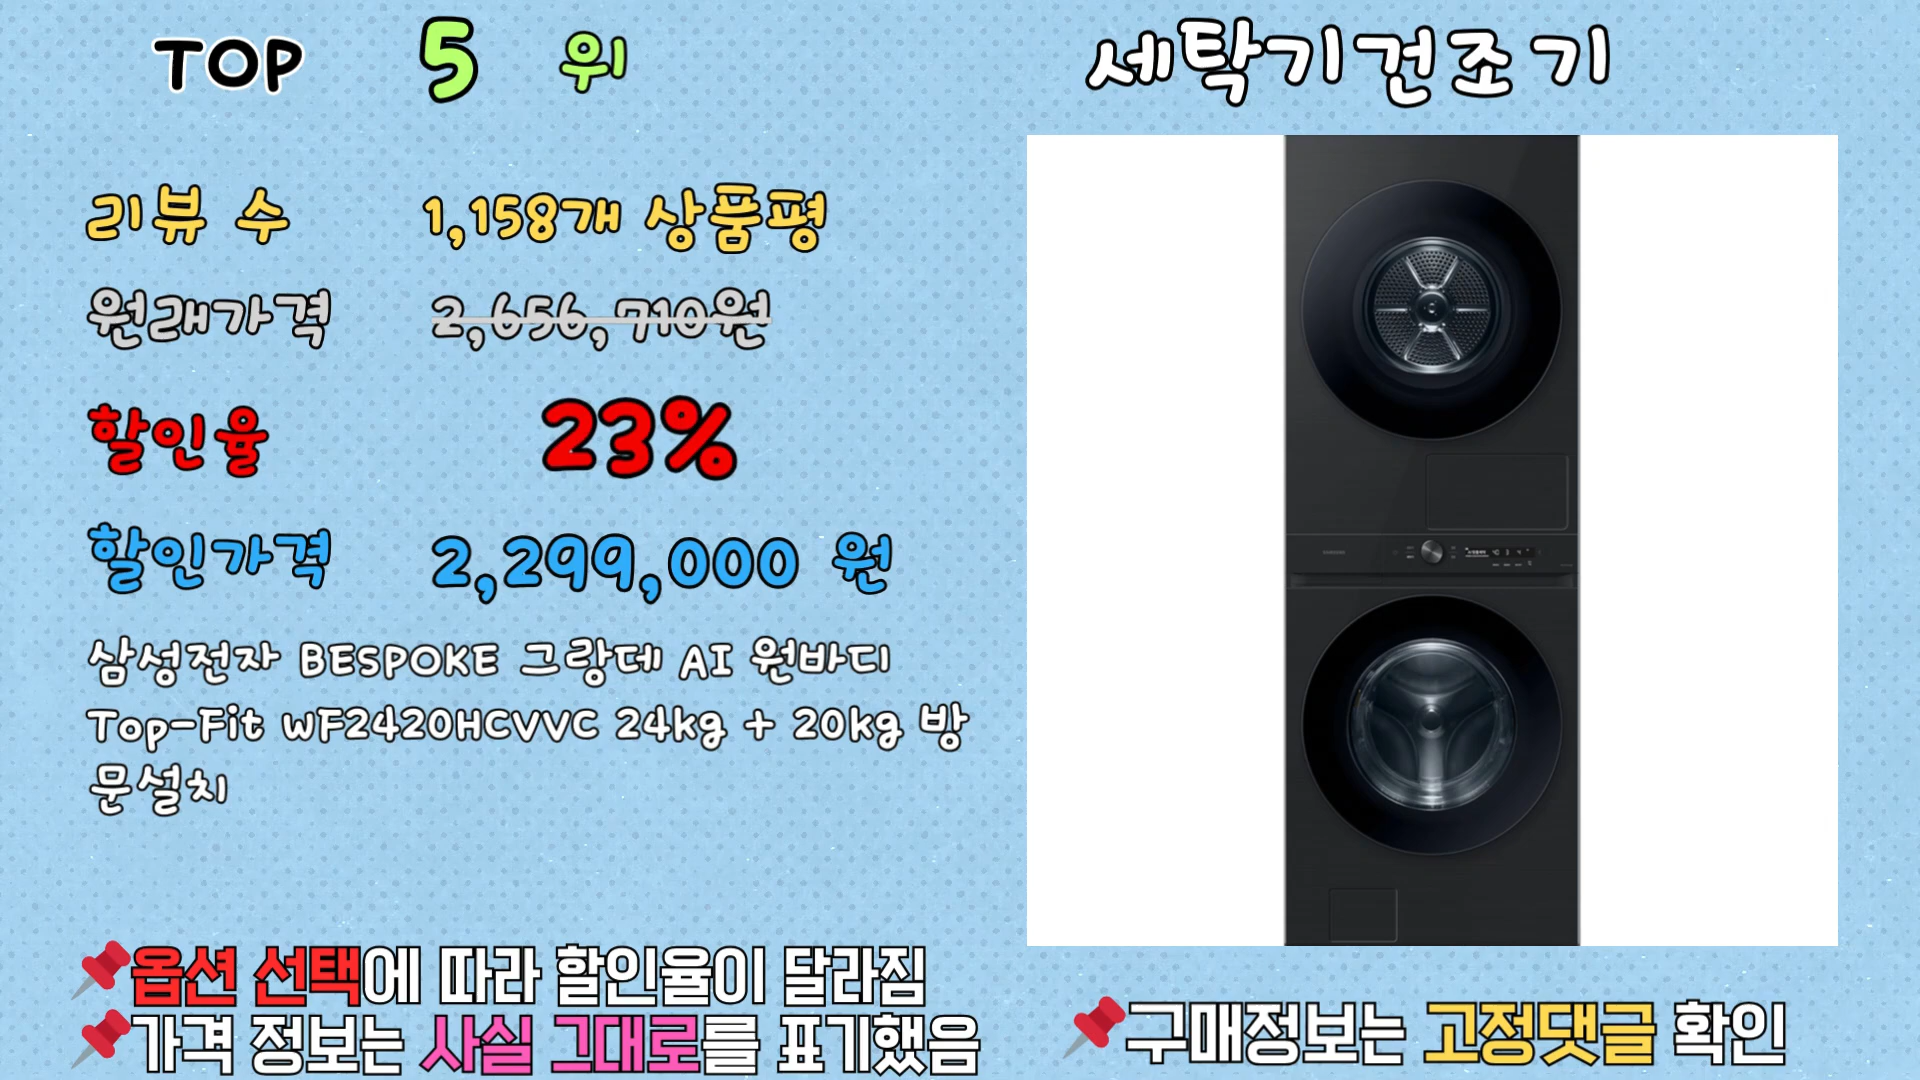 TOP 5 위
세탁기건조기
리뷰 수 1,158개 상품평
원래가격 2,656,710원
할인율 23%
할인가격 2,299,000 원
삼성전자 BESPOKE 그랑데 AI 원바디
Top-Fit WF2420HCVVC 24kg + 20kg 방
문설치
SAMSUNG
옵션 선택에 따라 할인율이 달라짐
가격 정보는 사실 그대로를 표기했음
구매정보는 고정댓글 확인